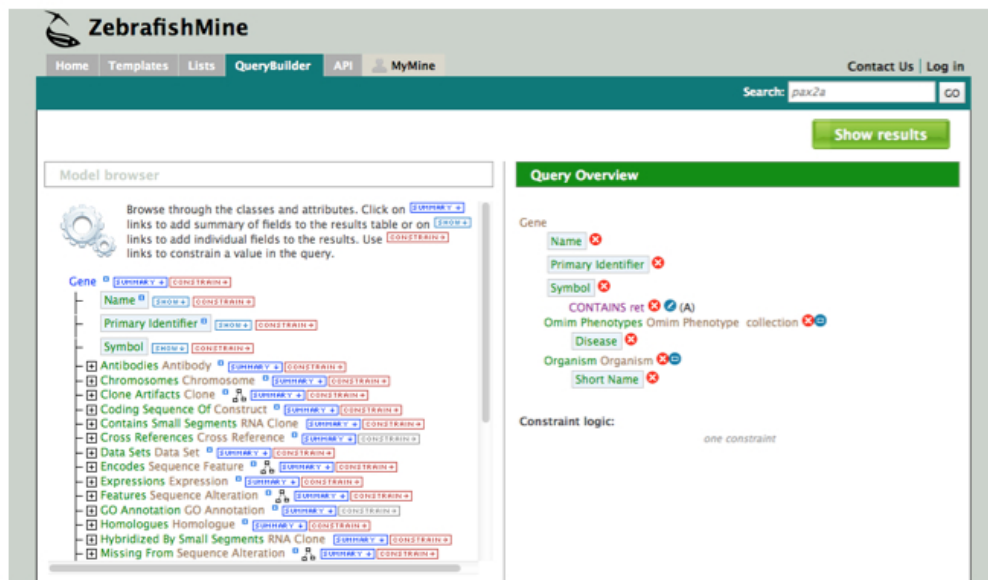 ZebrafishMine
Home Templates Lists QueryBuilder API MyMine
Contact Us | Log in
Search: pax2a GO
Show results
Model browser
Browse through the classes and attributes. Click on SUMMARY
links to add summary of fields to the results table or on SHOW
links to add individual fields to the results. Use CONSTRAIN
links to constrain a value in the query.
Gene SUMMARY CONSTRAIN
Name SHOW CONSTRAIN
Primary Identifier SHOW CONSTRAIN
Symbol SHOW CONSTRAIN
Antibodies Antibody SUMMARY CONSTRAIN
Chromosomes Chromosome SUMMARY CONSTRAIN
Clone Artifacts Clone SUMMARY CONSTRAIN
Coding Sequence Of Construct SUMMARY CONSTRAIN
Contains Small Segments RNA Clone SUMMARY CONSTRAIN
Cross References Cross Reference SUMMARY CONSTRAIN
Data Sets Data Set SUMMARY CONSTRAIN
Encodes Sequence Feature SUMMARY CONSTRAIN
Expressions Expression SUMMARY CONSTRAIN
Features Sequence Alteration SUMMARY CONSTRAIN
GO Annotation GO Annotation SUMMARY CONSTRAIN
Homologues Homologue SUMMARY CONSTRAIN
Hybridized By Small Segments RNA Clone SUMMARY CONSTRAIN
Missing From Sequence Alteration SUMMARY CONSTRAIN
Query Overview
Gene
Name
Primary Identifier
Symbol
CONTAINS ret (A)
Omim Phenotypes Omim Phenotype collection
Disease
Organism Organism
Short Name
Constraint logic:
one constraint